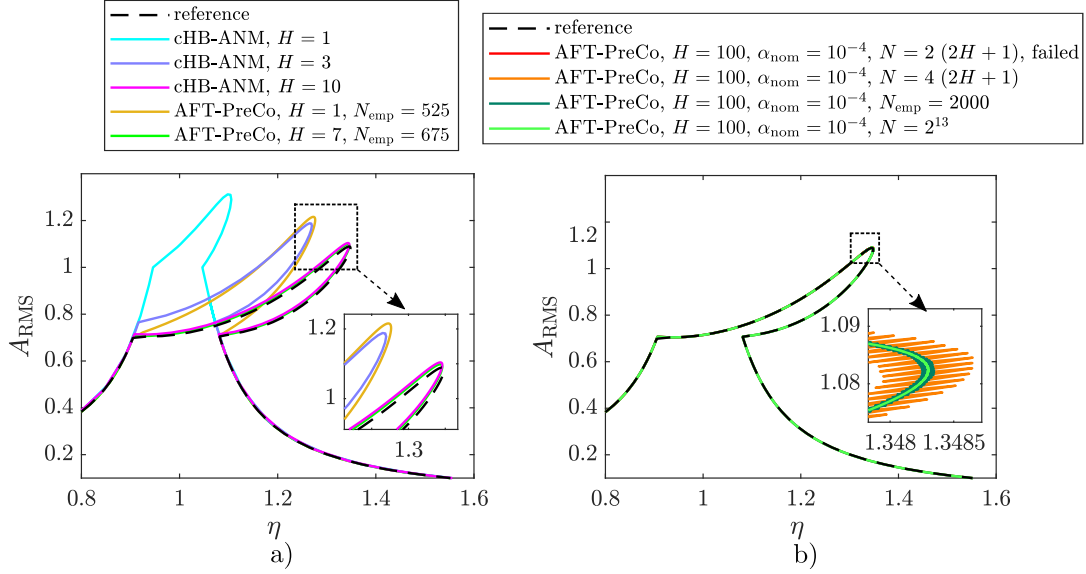 reference
cHB-ANM, H = 1
cHB-ANM, H = 3
cHB-ANM, H = 10
AFT-PreCo, H = 1, N_emp = 525
AFT-PreCo, H = 7, N_emp = 675
reference
AFT-PreCo, H = 100, α_nom = 10^-4, N = 2 (2H + 1), failed
AFT-PreCo, H = 100, α_nom = 10^-4, N = 4 (2H + 1)
AFT-PreCo, H = 100, α_nom = 10^-4, N_emp = 2000
AFT-PreCo, H = 100, α_nom = 10^-4, N = 2^13
A_RMS
1.2
1
0.8
0.6
0.4
0.2
0.8
1
1.2
1.4
1.6
η
a)
1.2
1
1.3
A_RMS
1.2
1
0.8
0.6
0.4
0.2
0.8
1
1.2
1.4
1.6
η
b)
1.09
1.08
1.348
1.3485